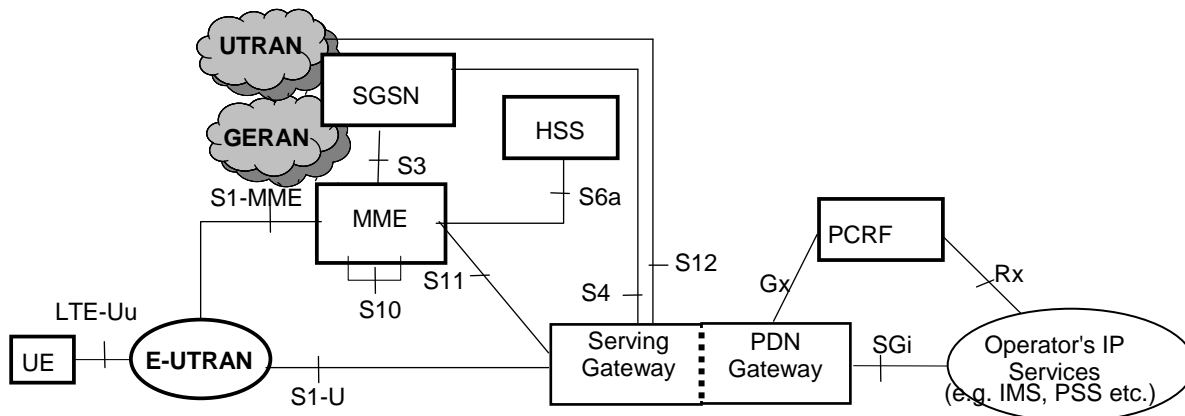 UTRAN
SGSN
GERAN
HSS
S3
S1-MME
S6a
MME
PCRF
S11
S12
S10
S4
Gx
Rx
LTE-Uu
UE
E-UTRAN
S1-U
Serving
Gateway
PDN
Gateway
SGi
Operator's IP
Services
(e.g. IMS, PSS etc.)